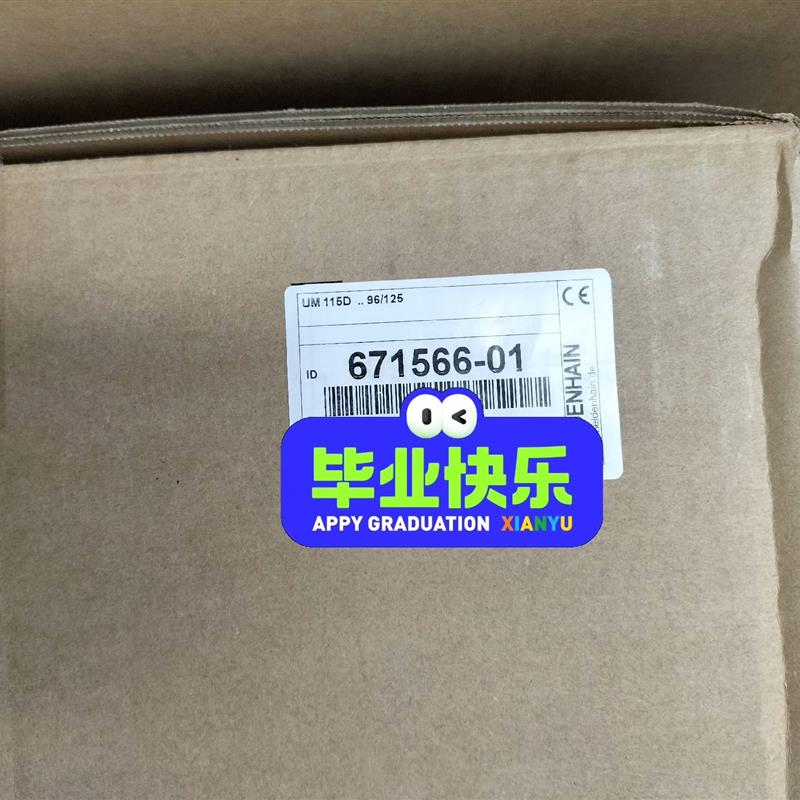 UM 115D .. 96/125
CE
ID 671566-01
ENHAIN
eidenhain.de
毕业快乐
APPY GRADUATION XIANYU